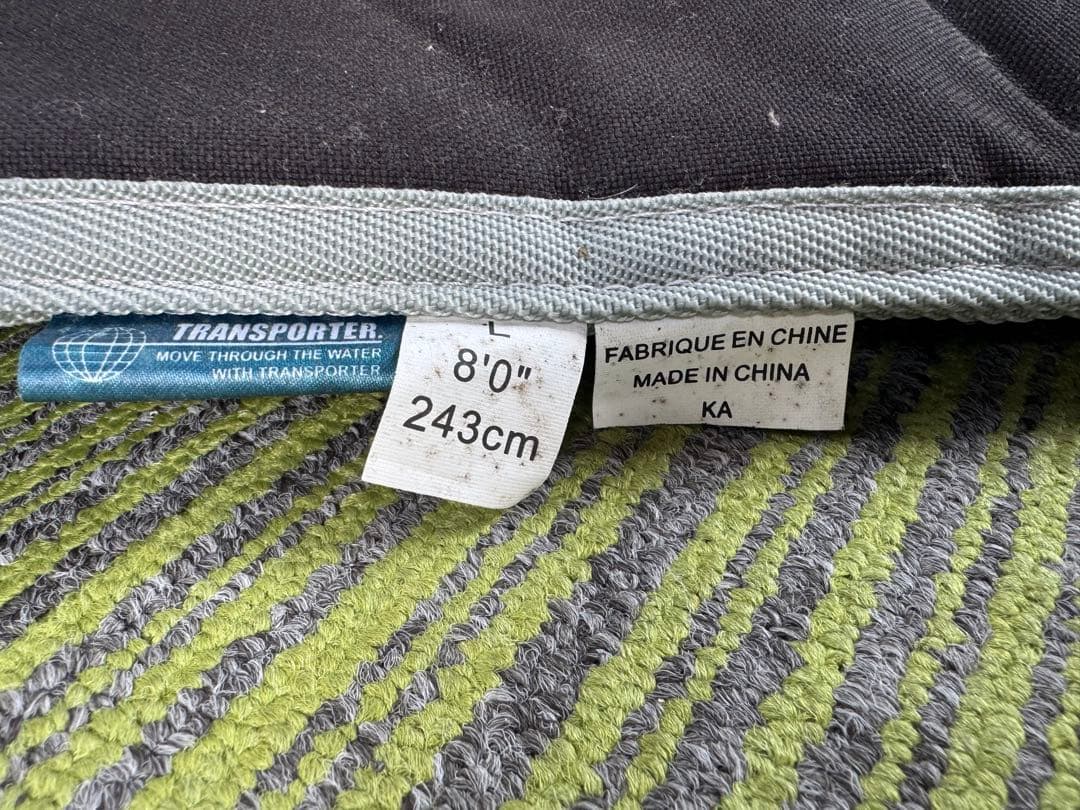 TRANSPORTER.
MOVE THROUGH THE WATER
WITH TRANSPORTER
L
8'0"
243cm
FABRIQUE EN CHINE
MADE IN CHINA
KA